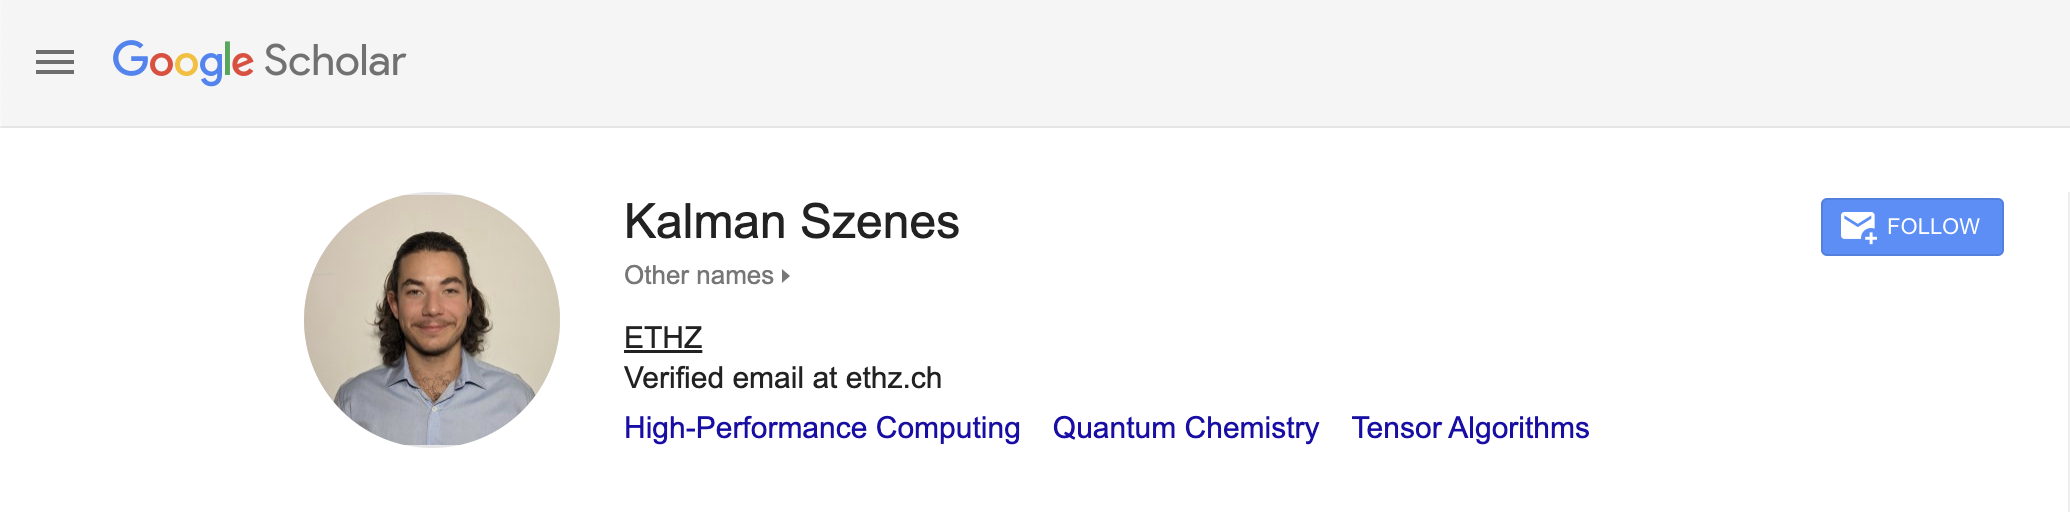 Google Scholar
Kalman Szenes
FOLLOW
Other names
ETHZ
Verified email at ethz.ch
High-Performance Computing Quantum Chemistry Tensor Algorithms